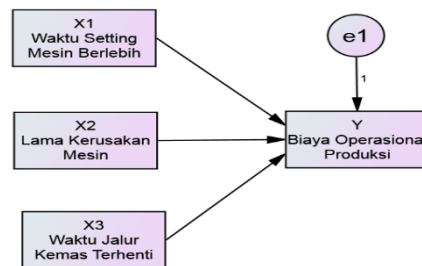 X1
Waktu Setting
Mesin Berlebih
e1
1
X2
Lama Kerusakan
Mesin
Y
Biaya Operasiona
Produksi
X3
Waktu Jalur
Kemas Terhenti